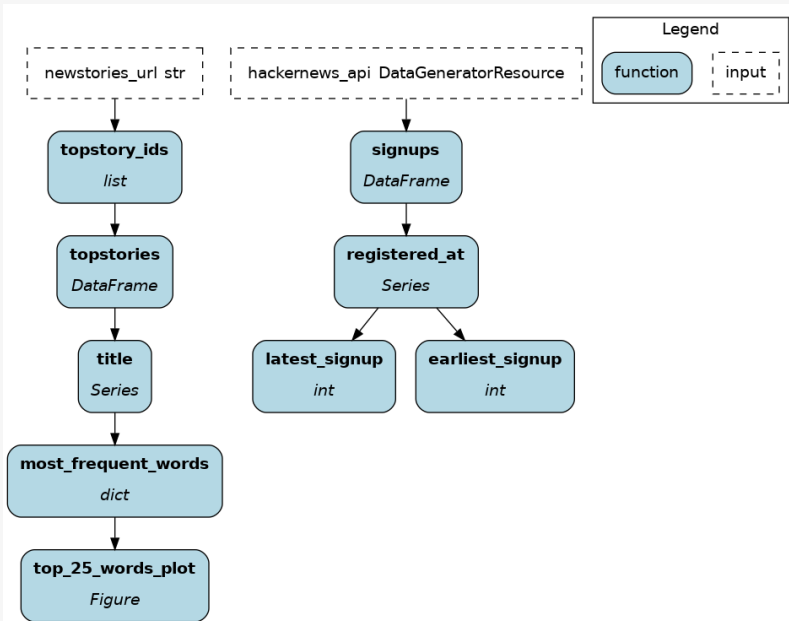 Legend
function
input
newstories_url str
hackernews_api DataGeneratorResource
topstory_ids
list
signups
DataFrame
topstories
DataFrame
registered_at
Series
title
Series
latest_signup
int
earliest_signup
int
most_frequent_words
dict
top_25_words_plot
Figure